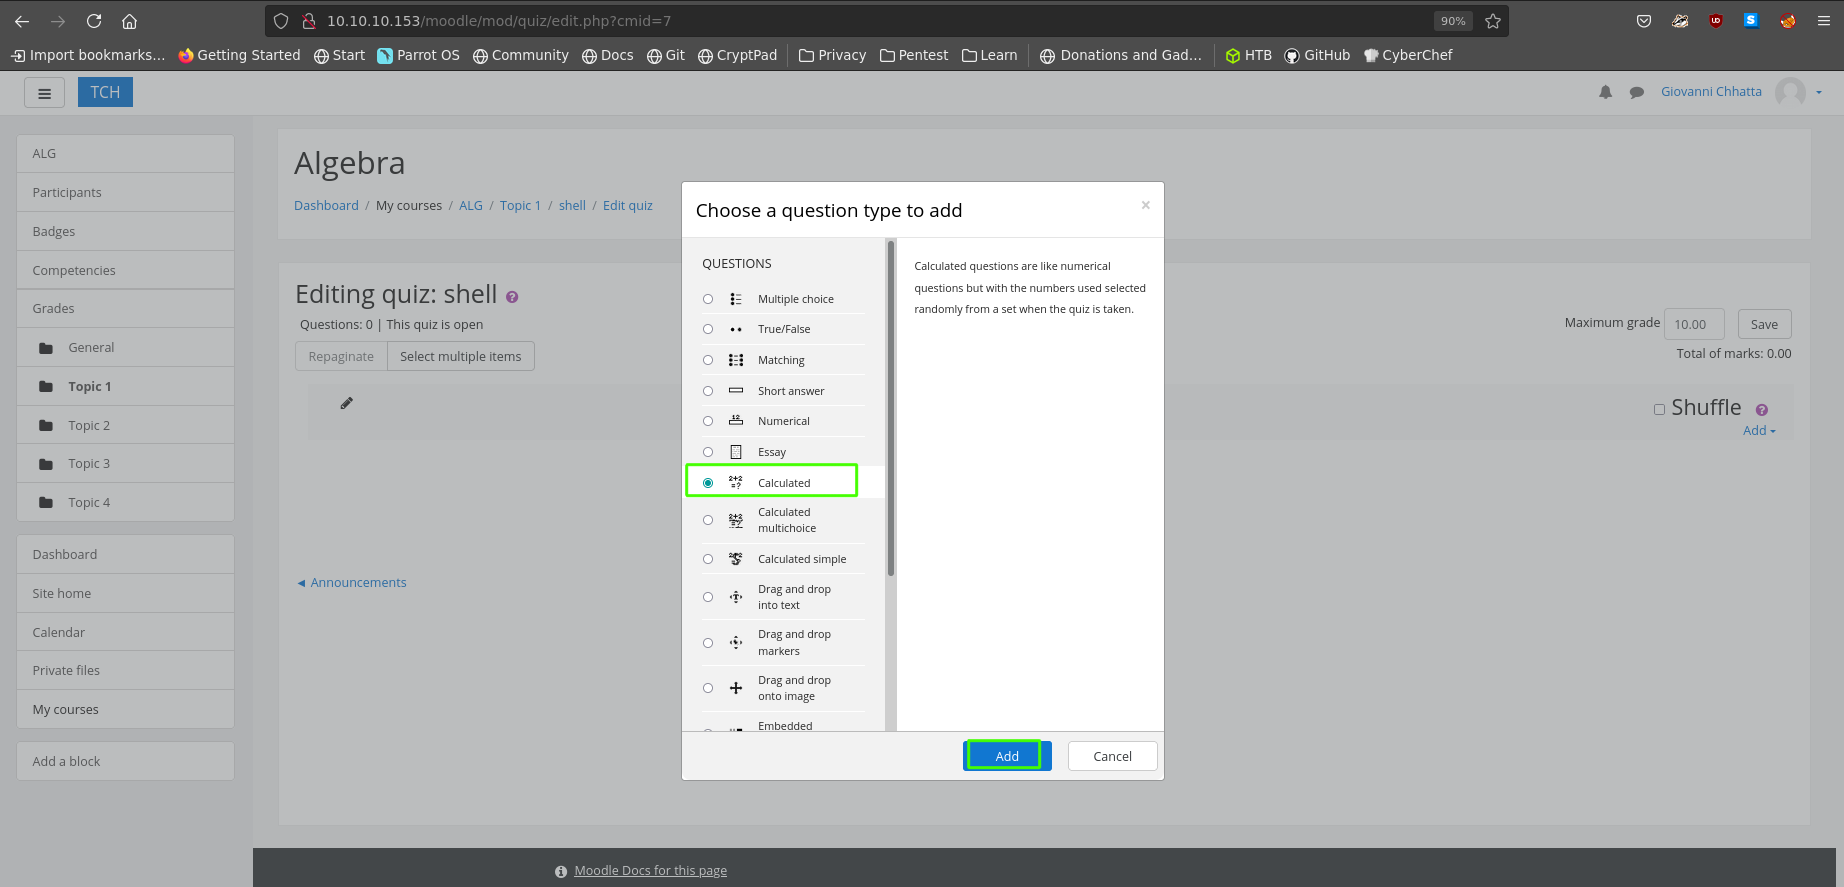 10.10.10.153/moodle/mod/quiz/edit.php?cmid=7
90%
Import bookmarks... Getting Started Start Parrot OS Community Docs Git CryptPad Privacy Pentest Learn Donations and Gad... HTB GitHub CyberChef
TCH
Giovanni Chhatta
ALG
Participants
Badges
Competencies
Grades
General
Topic 1
Topic 2
Topic 3
Topic 4
Dashboard
Site home
Calendar
Private files
My courses
Add a block
Algebra
Dashboard / My courses / ALG / Topic 1 / shell / Edit quiz
Editing quiz: shell ?
Questions: 0 | This quiz is open
Repaginate Select multiple items
Maximum grade 10.00 Save
Total of marks: 0.00
Shuffle ?
Add
◄ Announcements
Choose a question type to add ×
QUESTIONS
Multiple choice
True/False
Matching
Short answer
Numerical
Essay
Calculated
Calculated
multichoice
Calculated simple
Drag and drop
into text
Drag and drop
markers
Drag and drop
onto image
Embedded
Calculated questions are like numerical
questions but with the numbers used selected
randomly from a set when the quiz is taken.
Add Cancel
Moodle Docs for this page